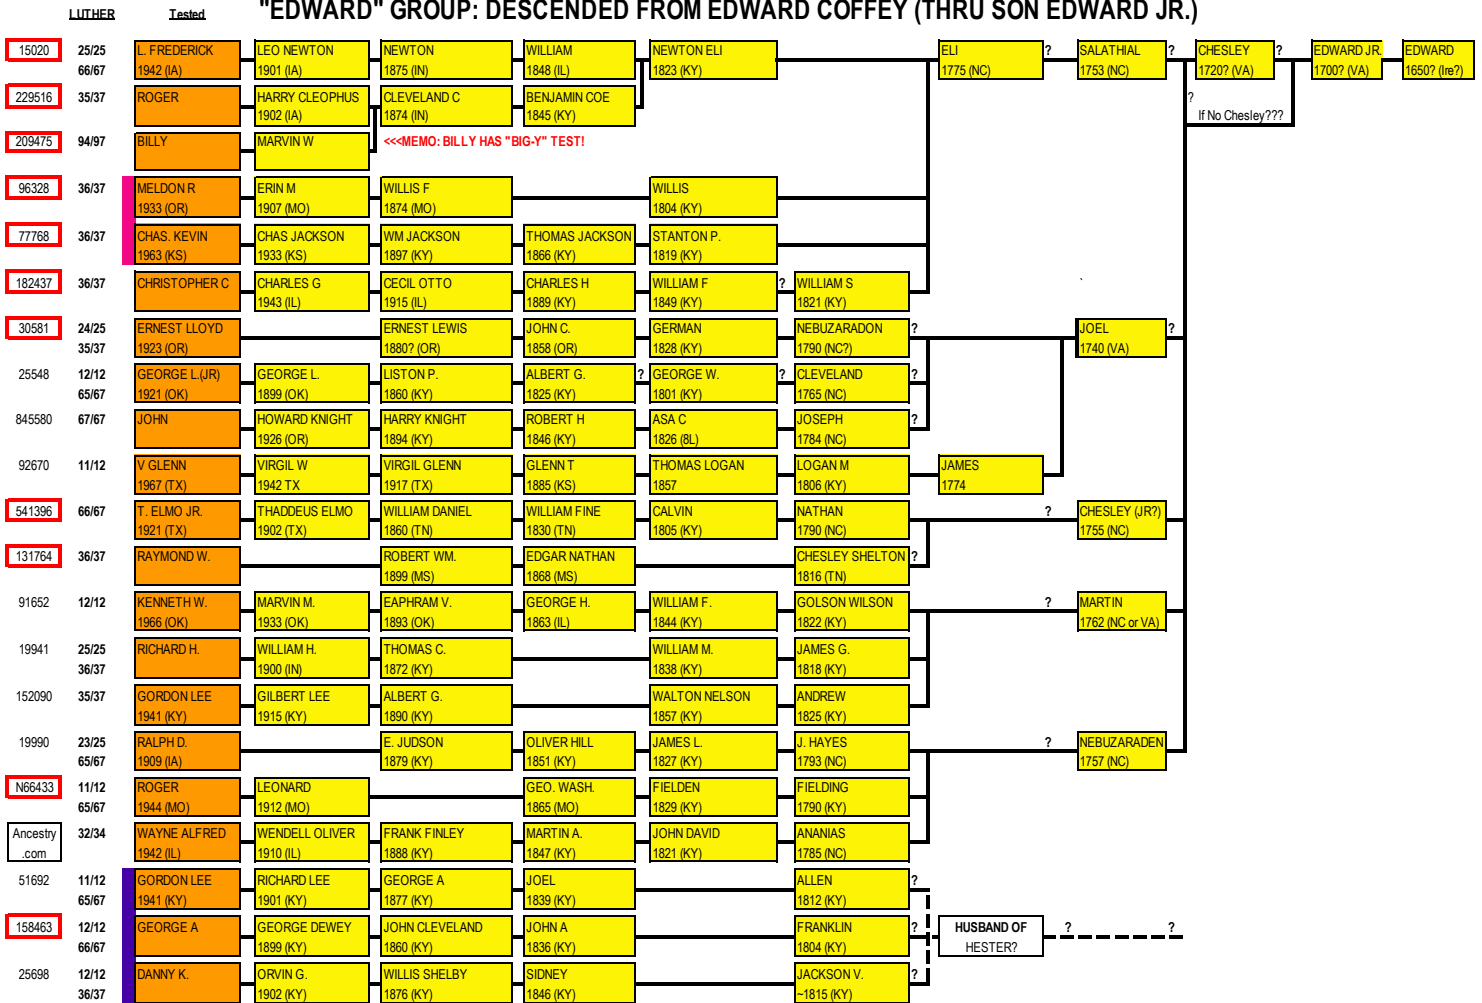 "EDWARD" GROUP: DESCENDED FROM EDWARD COFFEY (THRU SON EDWARD JR.)
LUTHER Tested
15020 25/25 L. FREDERICK LEO NEWTON NEWTON WILLIAM NEWTON ELI ELI ? SALATHIAL ? CHESLEY ? EDWARD JR. EDWARD
66/67 1942 (IA) 1901 (IA) 1875 (IN) 1848 (IL) 1823 (KY) 1775 (NC) 1753 (NC) 1720? (VA) 1700? (VA) 1650? (Ire?)
229516 35/37 ROGER HARRY CLEOPHUS CLEVELAND C BENJAMIN COE ?
1902 (IA) 1874 (IN) 1845 (KY) If No Chesley???
209475 94/97 BILLY MARVIN W <<<MEMO: BILLY HAS "BIG-Y" TEST!
96328 36/37 MELDON R ERIN M WILLIS F WILLIS
1933 (OR) 1907 (MO) 1874 (MO) 1804 (KY)
77768 36/37 CHAS. KEVIN CHAS JACKSON WM JACKSON THOMAS JACKSON STANTON P.
1963 (KS) 1933 (KS) 1897 (KY) 1866 (KY) 1819 (KY)
182437 36/37 CHRISTOPHER C CHARLES G CECIL OTTO CHARLES H WILLIAM F ? WILLIAM S `
1943 (IL) 1915 (IL) 1889 (KY) 1849 (KY) 1821 (KY)
30581 24/25 ERNEST LLOYD ERNEST LEWIS JOHN C. GERMAN NEBUZARADON ? JOEL ?
35/37 1923 (OR) 1880? (OR) 1858 (OR) 1828 (KY) 1790 (NC?) 1740 (VA)
25548 12/12 GEORGE L.(JR) GEORGE L. LISTON P. ALBERT G. ? GEORGE W. ? CLEVELAND ?
65/67 1921 (OK) 1899 (OK) 1860 (KY) 1825 (KY) 1801 (KY) 1765 (NC)
845580 67/67 JOHN HOWARD KNIGHT HARRY KNIGHT ROBERT H ASA C JOSEPH ?
1926 (OR) 1894 (KY) 1846 (KY) 1826 (8L) 1784 (NC)
92670 11/12 V GLENN VIRGIL W VIRGIL GLENN GLENN T THOMAS LOGAN LOGAN M JAMES
1967 (TX) 1942 TX 1917 (TX) 1885 (KS) 1857 1806 (KY) 1774
541396 66/67 T. ELMO JR. THADDEUS ELMO WILLIAM DANIEL WILLIAM FINE CALVIN NATHAN ? CHESLEY (JR?)
1921 (TX) 1902 (TX) 1860 (TN) 1830 (TN) 1805 (KY) 1790 (NC) 1755 (NC)
131764 36/37 RAYMOND W. ROBERT WM. EDGAR NATHAN CHESLEY SHELTON ?
1899 (MS) 1868 (MS) 1816 (TN)
91652 12/12 KENNETH W. MARVIN M. EAPHRAM V. GEORGE H. WILLIAM F. GOLSON WILSON ? MARTIN
1966 (OK) 1933 (OK) 1893 (OK) 1863 (IL) 1844 (KY) 1822 (KY) 1762 (NC or VA)
19941 25/25 RICHARD H. WILLIAM H. THOMAS C. WILLIAM M. JAMES G.
36/37 1900 (IN) 1872 (KY) 1838 (KY) 1818 (KY)
152090 35/37 GORDON LEE GILBERT LEE ALBERT G. WALTON NELSON ANDREW
1941 (KY) 1915 (KY) 1890 (KY) 1857 (KY) 1825 (KY)
19990 23/25 RALPH D. E. JUDSON OLIVER HILL JAMES L. J. HAYES ? NEBUZARADEN
65/67 1909 (IA) 1879 (KY) 1851 (KY) 1827 (KY) 1793 (NC) 1757 (NC)
N66433 11/12 ROGER LEONARD GEO. WASH. FIELDEN FIELDING
65/67 1944 (MO) 1912 (MO) 1865 (MO) 1829 (KY) 1790 (KY)
Ancestry 32/34 WAYNE ALFRED WENDELL OLIVER FRANK FINLEY MARTIN A. JOHN DAVID ANANIAS
.com 1942 (IL) 1910 (IL) 1888 (KY) 1847 (KY) 1821 (KY) 1785 (NC)
51692 11/12 GORDON LEE RICHARD LEE GEORGE A JOEL ALLEN ?
65/67 1941 (KY) 1901 (KY) 1877 (KY) 1839 (KY) 1812 (KY)
158463 12/12 GEORGE A GEORGE DEWEY JOHN CLEVELAND JOHN A FRANKLIN ? HUSBAND OF ? ?
66/67 1899 (KY) 1860 (KY) 1836 (KY) 1804 (KY) HESTER?
25698 12/12 DANNY K. ORVIN G. WILLIS SHELBY SIDNEY JACKSON V. ?
36/37 1902 (KY) 1876 (KY) 1846 (KY) ~1815 (KY)